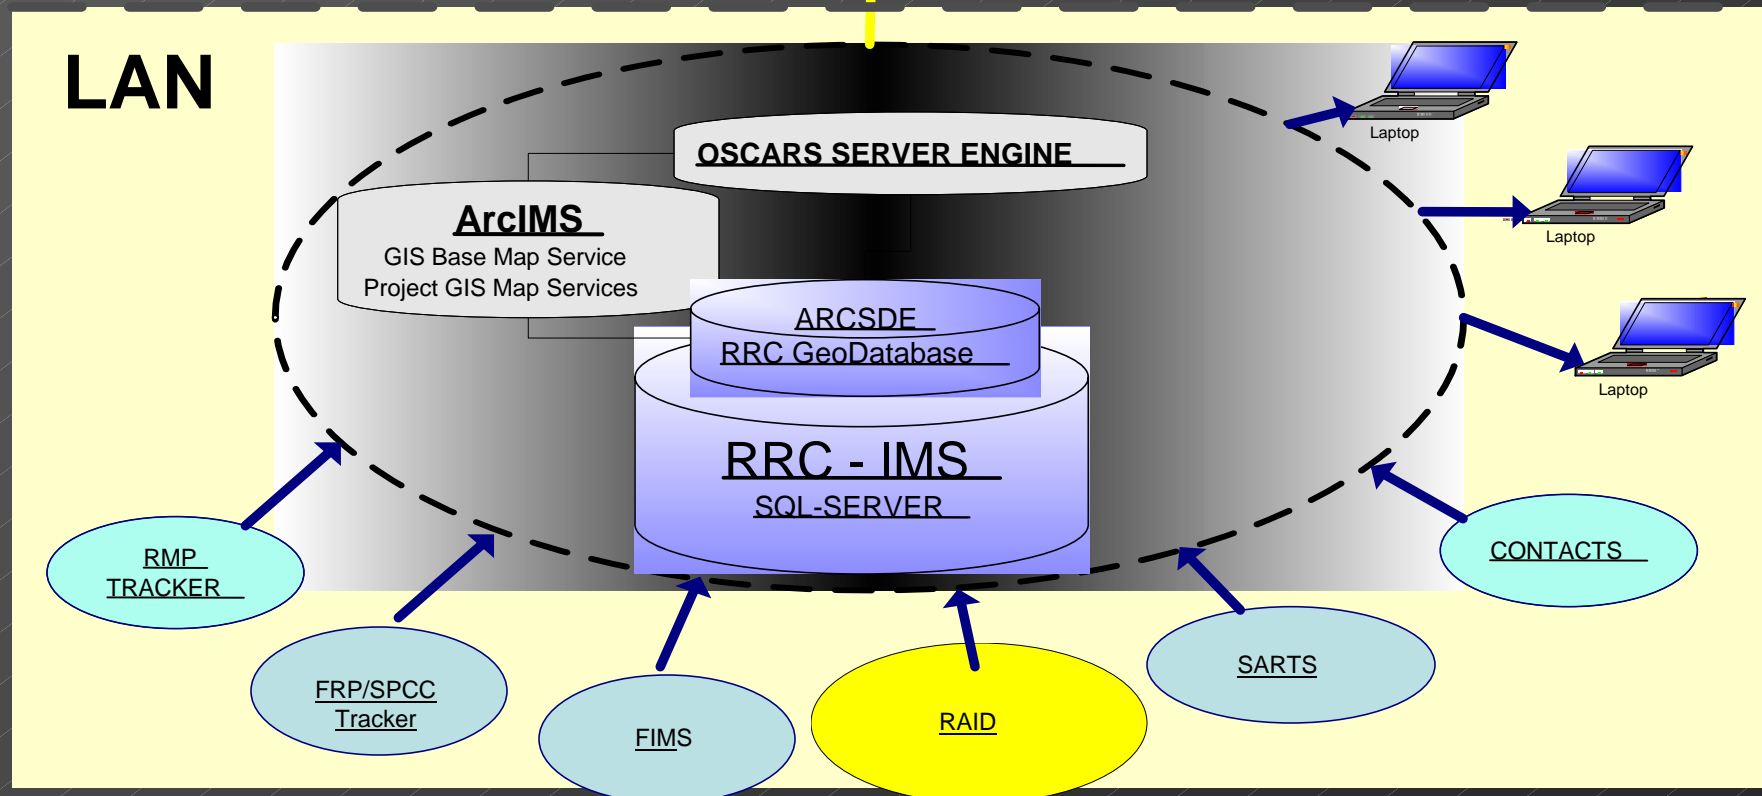 LAN
OSCARS SERVER ENGINE
ArcIMS
GIS Base Map Service
Project GIS Map Services
ARCSDE
RRC GeoDatabase
RRC - IMS
SQL-SERVER
Laptop
Laptop
Laptop
RMP
TRACKER
FRP/SPCC
Tracker
FIMS
RAID
SARTS
CONTACTS